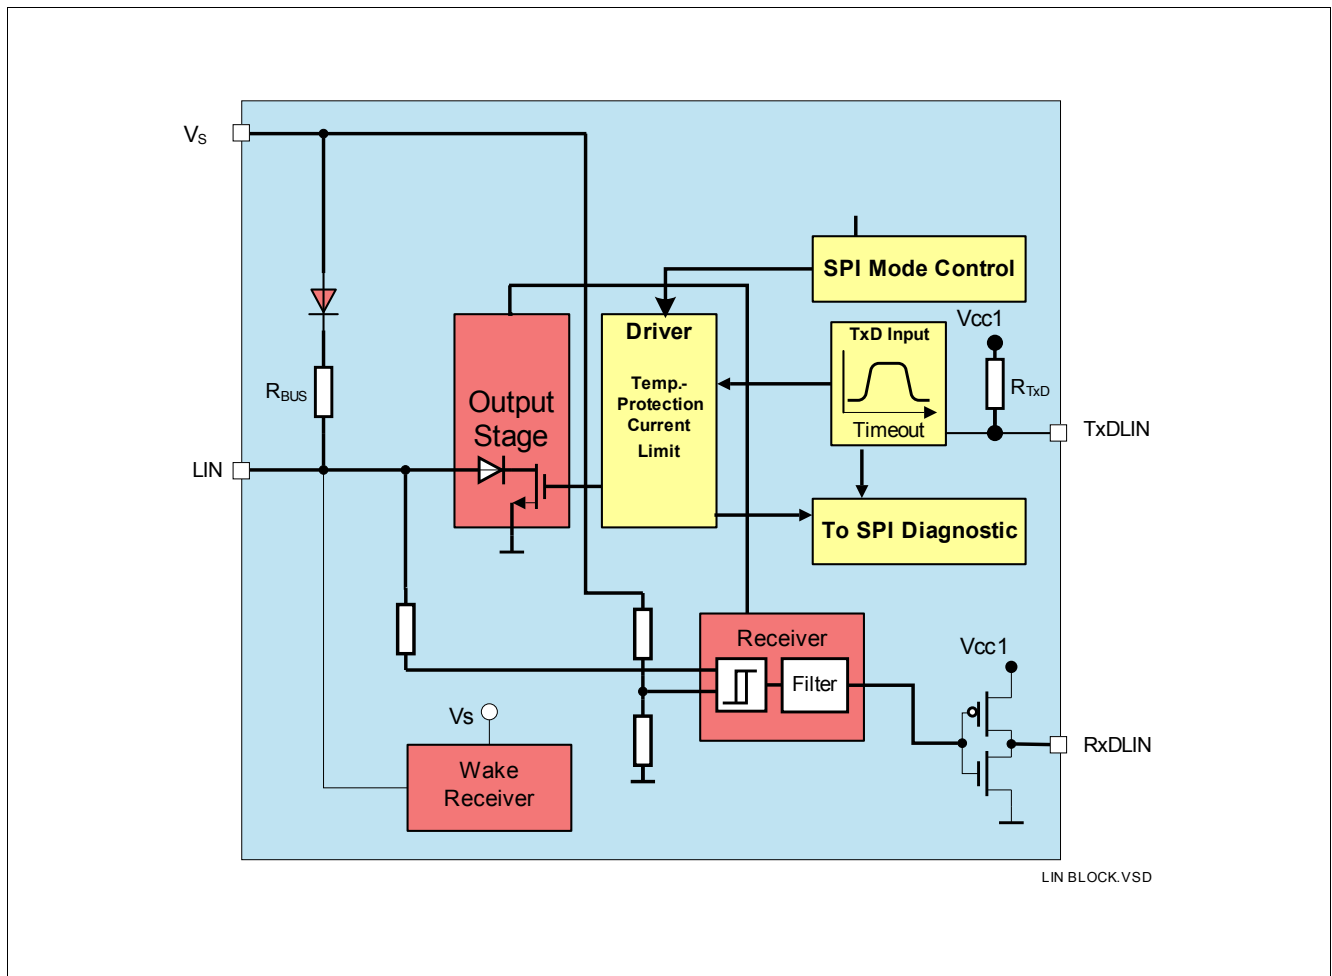 VS
SPI Mode Control
Vcc1
Driver
TxD Input
Temp.-
Protection
Current
Limit
RBUS
RTxD
Output
Stage
Timeout
TxDLIN
LIN
To SPI Diagnostic
Receiver
Vcc1
Filter
Vs
RxDLIN
Wake
Receiver
LIN BLOCK.VSD